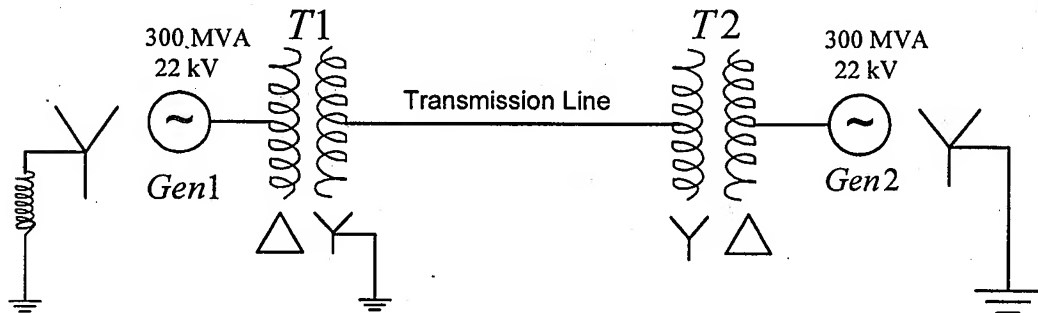 T1
T2
300 MVA
22 kV
300 MVA
22 kV
Transmission Line
~
~
Gen1
Gen2